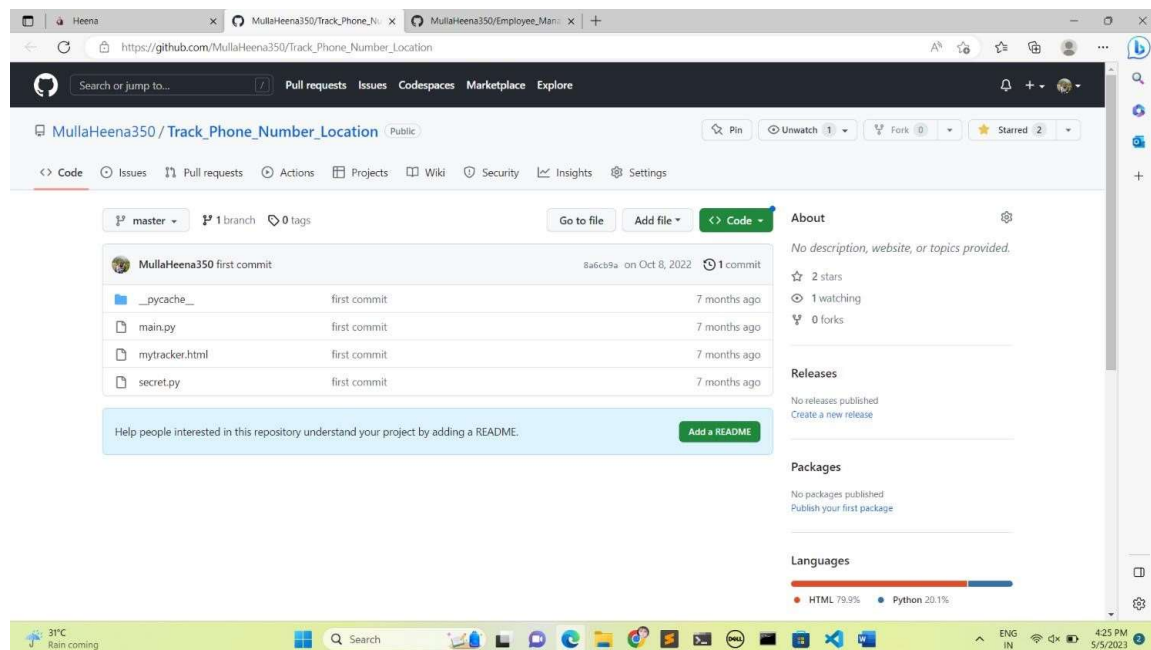 Heena
MullaHeena350/Track_Phone_Nu
MullaHeena350/Employee_Mana
https://github.com/MullaHeena350/Track_Phone_Number_Location
Search or jump to...
/
Pull requests Issues Codespaces Marketplace Explore
MullaHeena350 / Track_Phone_Number_Location Public
Pin
Unwatch 1
Fork 0
Starred 2
<> Code Issues Pull requests Actions Projects Wiki Security Insights Settings
master 1 branch 0 tags Go to file Add file <> Code
MullaHeena350 first commit 8a6cb9a on Oct 8, 2022 1 commit
__pycache__ first commit 7 months ago
main.py first commit 7 months ago
mytracker.html first commit 7 months ago
secret.py first commit 7 months ago
Help people interested in this repository understand your project by adding a README. Add a README
About
No description, website, or topics provided.
2 stars
1 watching
0 forks
Releases
No releases published
Create a new release
Packages
No packages published
Publish your first package
Languages
HTML 79.9% Python 20.1%
31°C
Rain coming
Search
DELL
ENG
IN
4:25 PM
5/5/2023
2